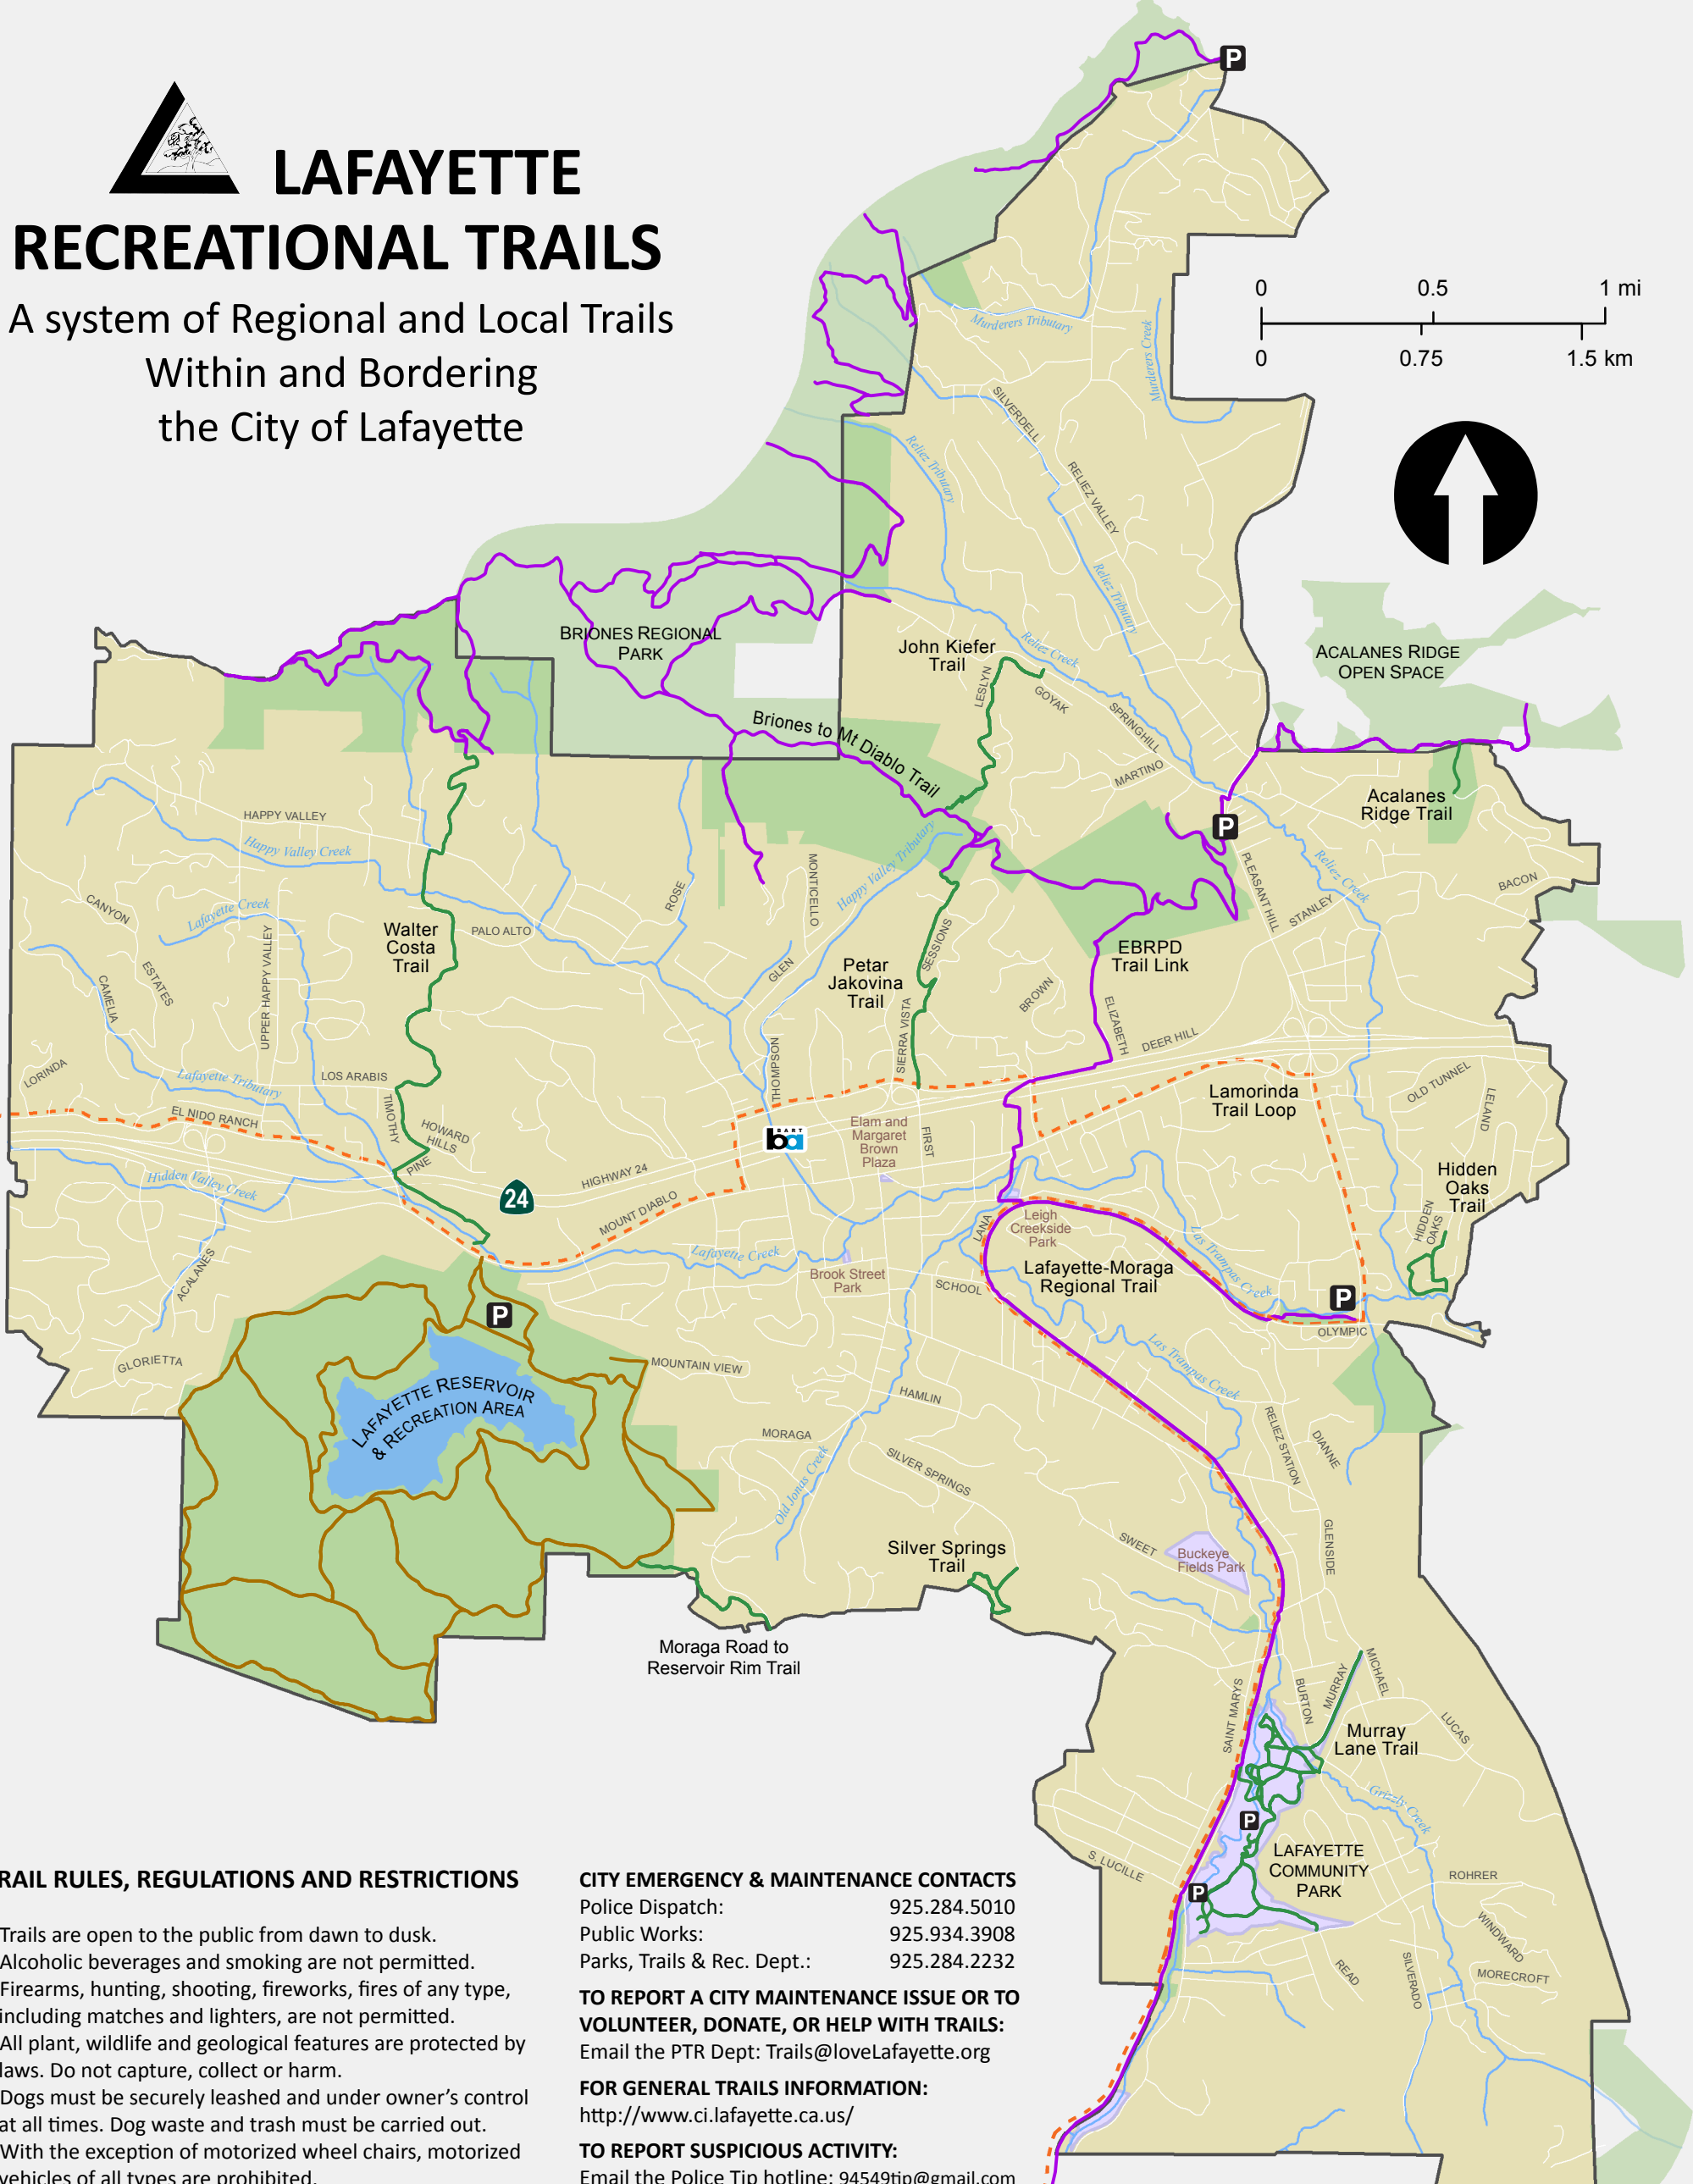 LAFAYETTE
RECREATIONAL TRAILS
A system of Regional and Local Trails
Within and Bordering
the City of Lafayette
P
0 0.5 1 mi
0 0.75 1.5 km
Murderers Tributary
Murderers Creek
SILVERDELL
Reliez Tributary
RELIEZ VALLEY
Reliez Tributary
BRIONES REGIONAL
PARK
John Kiefer
Trail
Reliez Creek
LESLYN
GOYAK
SPRINGHILL
MARTINO
ACALANES RIDGE
OPEN SPACE
Briones to Mt Diablo Trail
Acalanes
Ridge Trail
P
HAPPY VALLEY
Happy Valley Creek
MONTICELLO
Happy Valley Tributary
PLEASANT HILL
Reliez Creek
BACON
STANLEY
CANYON
Lafayette Creek
ROSE
Walter
Costa
Trail
PALO ALTO
SESSIONS
EBRPD
Trail Link
ESTATES
CAMELIA
UPPER HAPPY VALLEY
GLEN
Petar
Jakovina
Trail
BROWN
ELIZABETH
DEER HILL
SIERRA VISTA
THOMPSON
LORINDA
Lafayette Tributary
LOS ARABIS
Lamorinda
Trail Loop
OLD TUNNEL
LELAND
EL NIDO RANCH
TIMOTHY
HOWARD
HILLS
PINE
BART
ba
Elam and
Margaret
Brown
Plaza
FIRST
Hidden Valley Creek
24
HIGHWAY 24
MOUNT DIABLO
Hidden
Oaks
Trail
HIDDEN
OAKS
LANA
Leigh
Creekside
Park
Las Trampas Creek
ACALANES
Lafayette Creek
Brook Street
Park
SCHOOL
Lafayette-Moraga
Regional Trail
P
P
OLYMPIC
GLORIETTA
LAFAYETTE RESERVOIR
& RECREATION AREA
MOUNTAIN VIEW
Las Trampas Creek
HAMLIN
MORAGA
Old Jonas Creek
SILVER SPRINGS
RELIEZ STATION
DIANNE
Silver Springs
Trail
SWEET
Buckeye
Fields Park
GLENSIDE
Moraga Road to
Reservoir Rim Trail
SAINT MARYS
BURTON
MURRAY
MICHAEL
LUCAS
Murray
Lane Trail
Grizzly Creek
P
S. LUCILLE
LAFAYETTE
COMMUNITY
PARK
P
ROHRER
WINDWARD
MORECROFT
READ
SILVERADO
RAIL RULES, REGULATIONS AND RESTRICTIONS
Trails are open to the public from dawn to dusk.
Alcoholic beverages and smoking are not permitted.
Firearms, hunting, shooting, fireworks, fires of any type,
including matches and lighters, are not permitted.
All plant, wildlife and geological features are protected by
laws. Do not capture, collect or harm.
Dogs must be securely leashed and under owner's control
at all times. Dog waste and trash must be carried out.
With the exception of motorized wheel chairs, motorized
vehicles of all types are prohibited.
CITY EMERGENCY & MAINTENANCE CONTACTS
Police Dispatch: 925.284.5010
Public Works: 925.934.3908
Parks, Trails & Rec. Dept.: 925.284.2232
TO REPORT A CITY MAINTENANCE ISSUE OR TO
VOLUNTEER, DONATE, OR HELP WITH TRAILS:
Email the PTR Dept: Trails@loveLafayette.org
FOR GENERAL TRAILS INFORMATION:
http://www.ci.lafayette.ca.us/
TO REPORT SUSPICIOUS ACTIVITY:
Email the Police Tip hotline: 94549tip@gmail.com